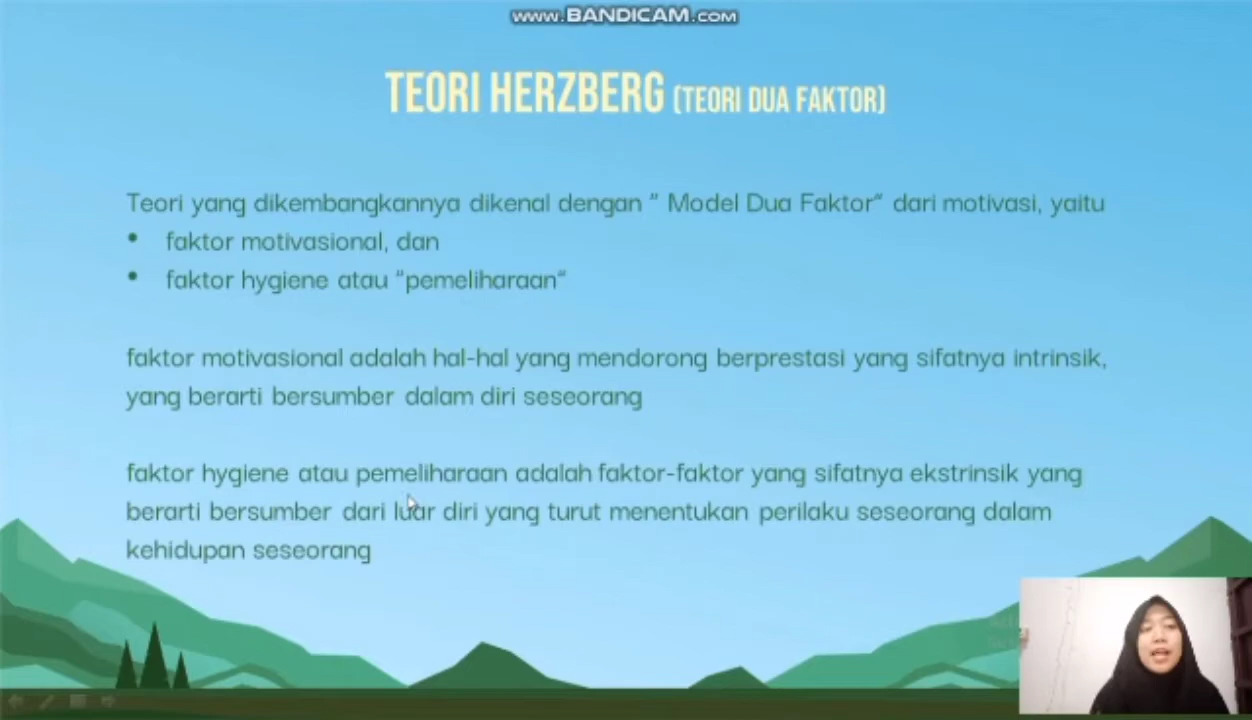 www.BANDICAM.com
TEORI HERZBERG (TEORI DUA FAKTOR)
Teori yang dikembangkannya dikenal dengan " Model Dua Faktor" dari motivasi, yaitu
• faktor motivasional, dan
• faktor hygiene atau "pemeliharaan"
faktor motivasional adalah hal-hal yang mendorong berprestasi yang sifatnya intrinsik,
yang berarti bersumber dalam diri seseorang
faktor hygiene atau pemeliharaan adalah faktor-faktor yang sifatnya ekstrinsik yang
berarti bersumber dari luar diri yang turut menentukan perilaku seseorang dalam
kehidupan seseorang